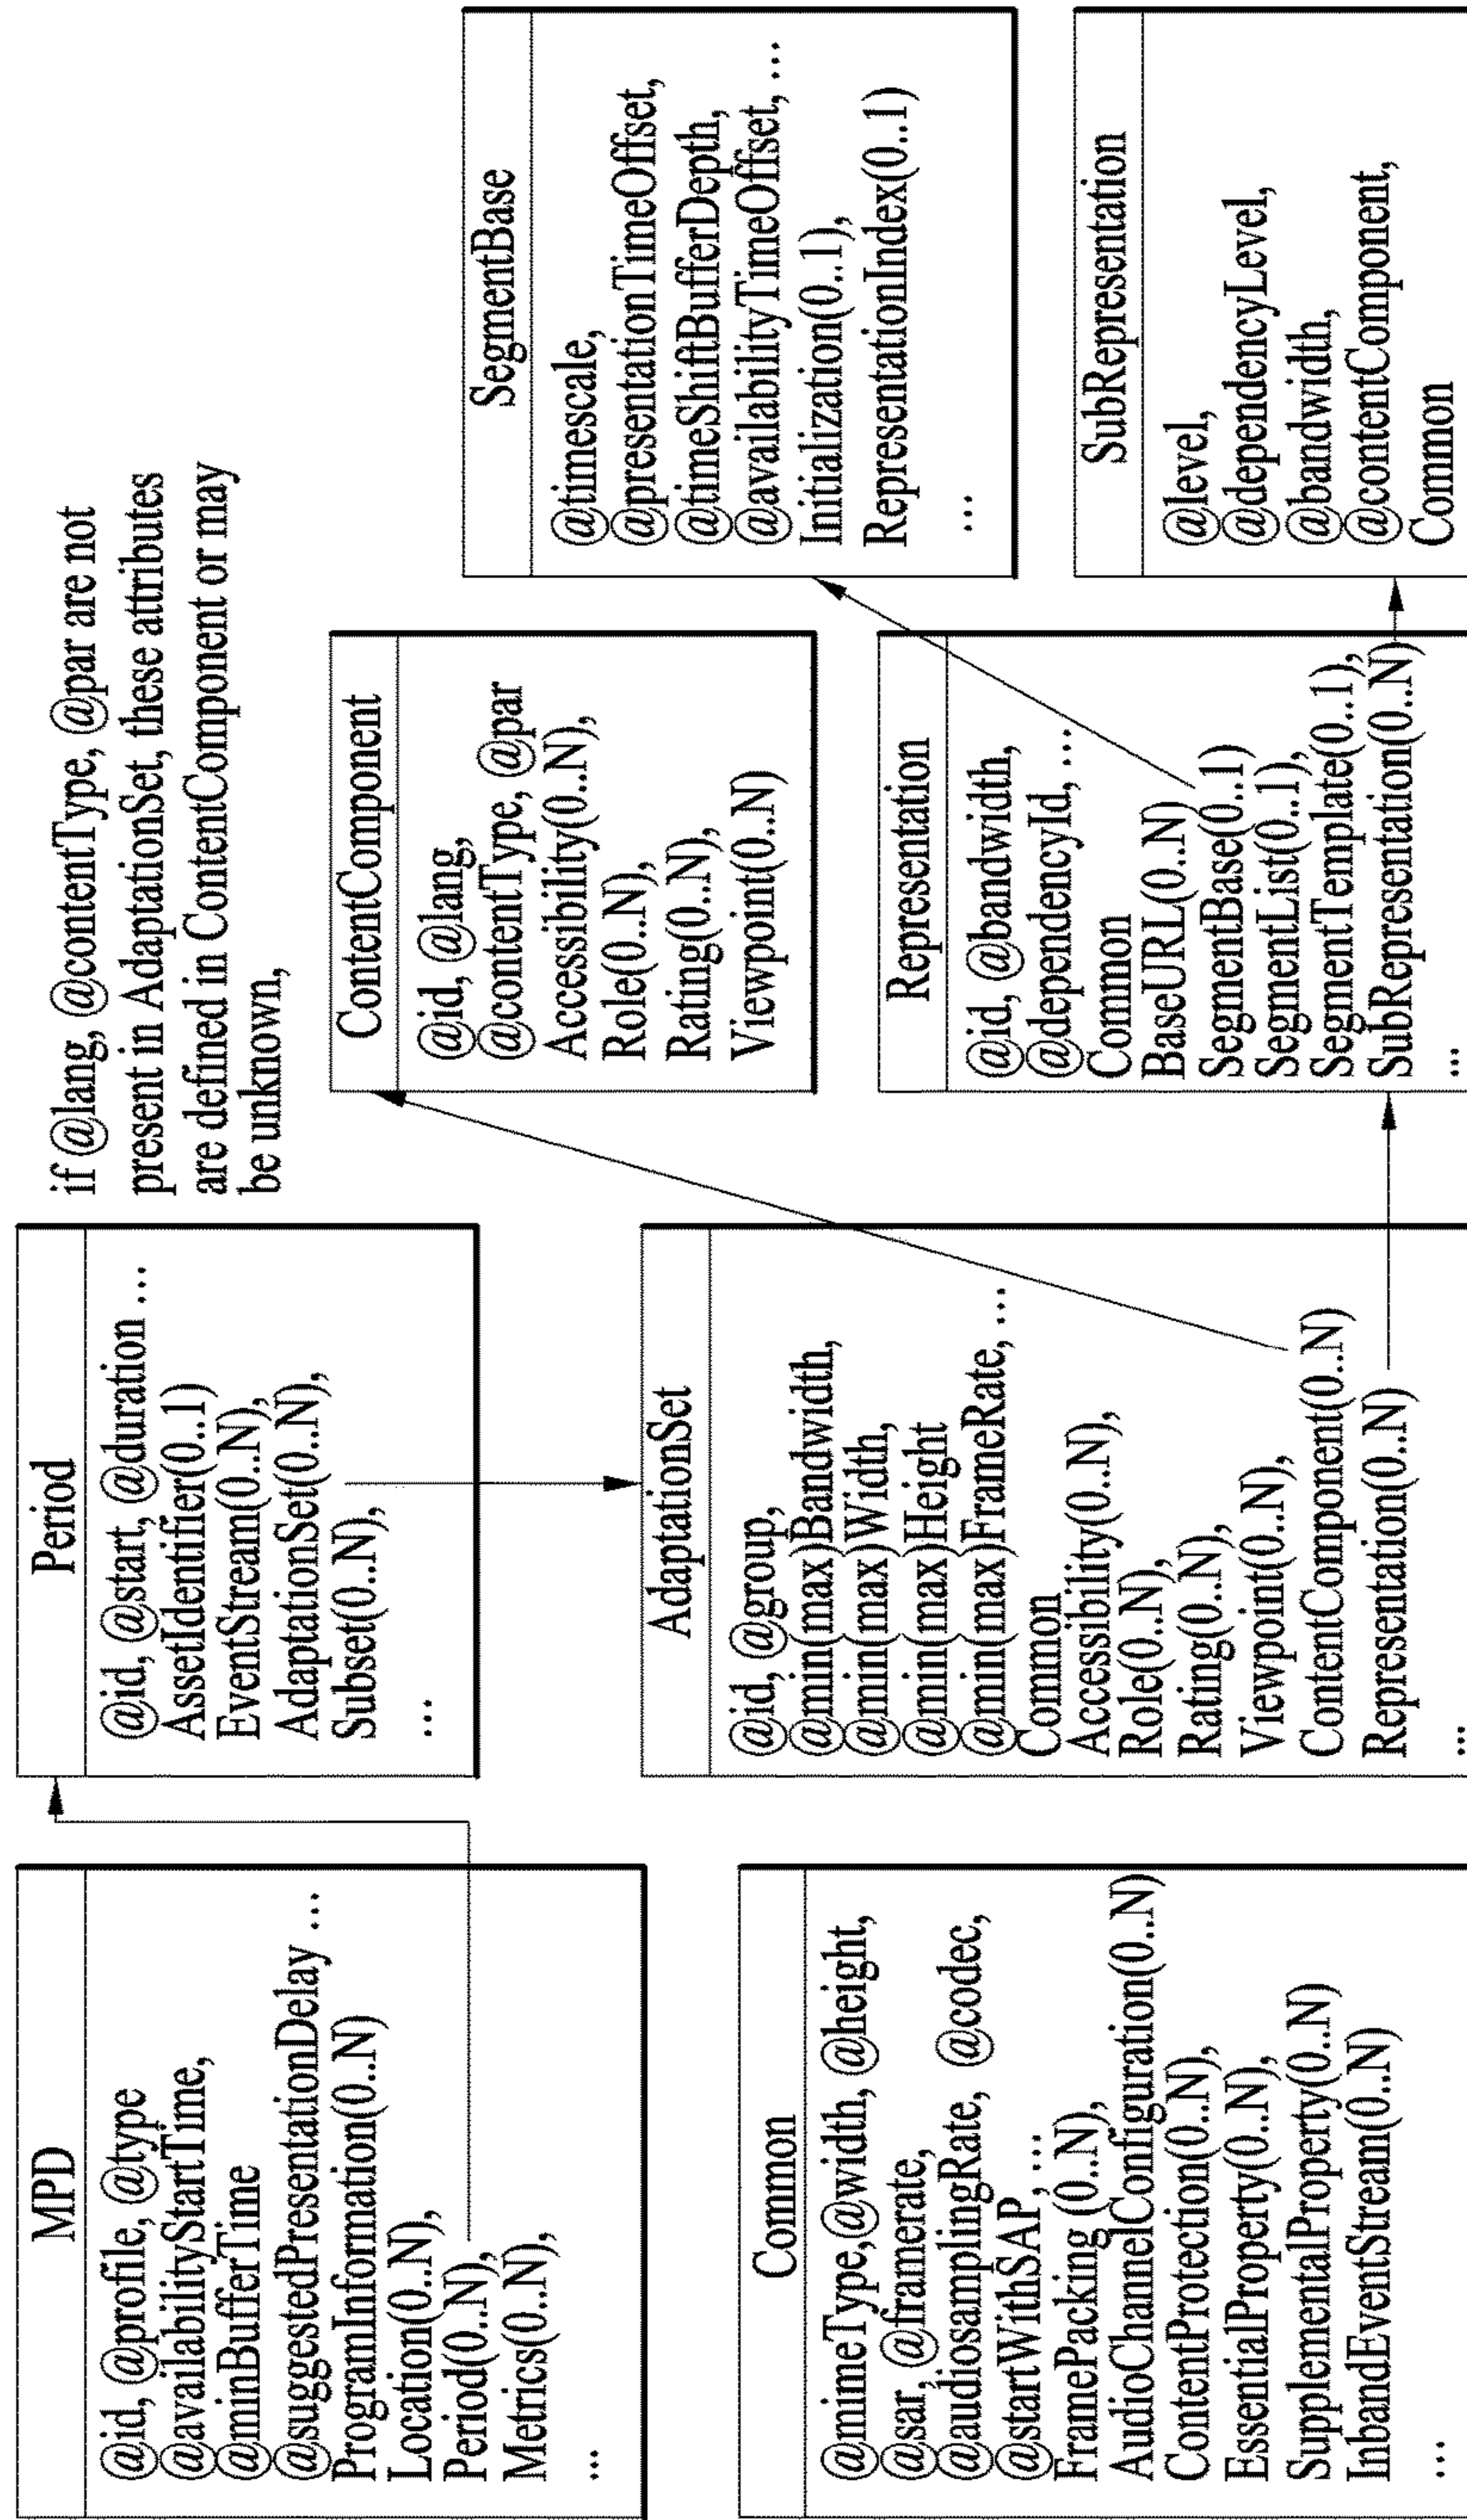 MPD
@id, @profile, @type
@availabilityStartTime,
@minBufferTime
@suggestedPresentationDelay ...
ProgramInformation(0..N)
Location(0...N),
Period(0..N),
Metrics(0..N),
...
Period
@id, @start, @duration ...
AssetIdentifier(0..1)
EventStream(0..N),
AdaptationSet(0..N),
Subset(0..N),
...
if @lang, @contentType, @par are not
present in AdaptationSet, these attributes
are defined in ContentComponent or may
be unknown,
Common
@mimeType,@width, @height,
@sar, @framerate,
@audiosamplingRate, @codec,
@startWithSAP, ...
FramePacking (0..N),
AudioChannelConfiguration(0..N)
ContentProtection(0..N),
EssentialProperty(0..N),
SupplementalProperty(0..N)
InbandEventStream(0..N)
...
AdaptationSet
@id, @group,
@min(max)Bandwidth,
@min(max)Width,
@min(max)Height
@min(max)FrameRate, ...
Common
Accessibility(0..N),
Role(0..N),
Rating(0..N),
Viewpoint(0..N),
ContentComponent(0..N)
Representation(0..N)
...
ContentComponent
@id, @lang,
@contentType, @par
Accessibility(0..N),
Role(0..N),
Rating(0..N),
Viewpoint(0..N)
Representation
@id, @bandwidth,
@dependencyId, ...
Common
BaseURL(0..N)
SegmentBase(0..1)
SegmentList(0..1),
SegmentTemplate(0..1),
SubRepresentation(0..N)
...
SegmentBase
@timescale,
@presentationTimeOffset,
@timeShiftBufferDepth,
@availabilityTimeOffset, ...
Initialization(0..1),
RepresentationIndex(0..1)
...
SubRepresentation
@level,
@dependencyLevel,
@bandwidth,
@contentComponent,
Common